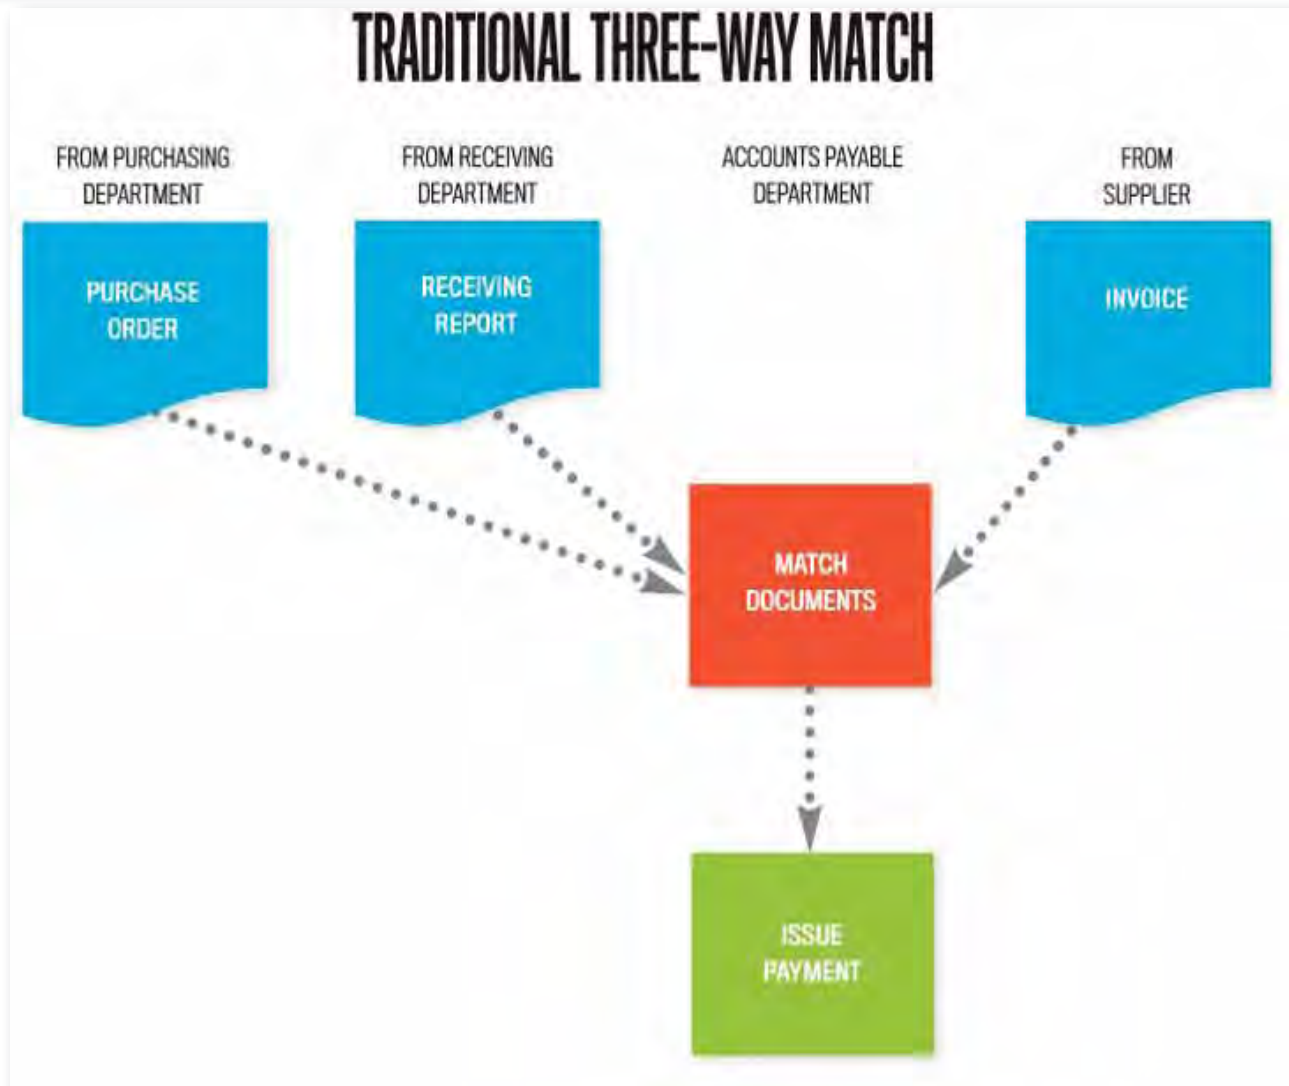 TRADITIONAL THREE-WAY MATCH
FROM PURCHASING
DEPARTMENT
FROM RECEIVING
DEPARTMENT
ACCOUNTS PAYABLE
DEPARTMENT
FROM
SUPPLIER
PURCHASE
ORDER
RECEIVING
REPORT
INVOICE
MATCH
DOCUMENTS
ISSUE
PAYMENT